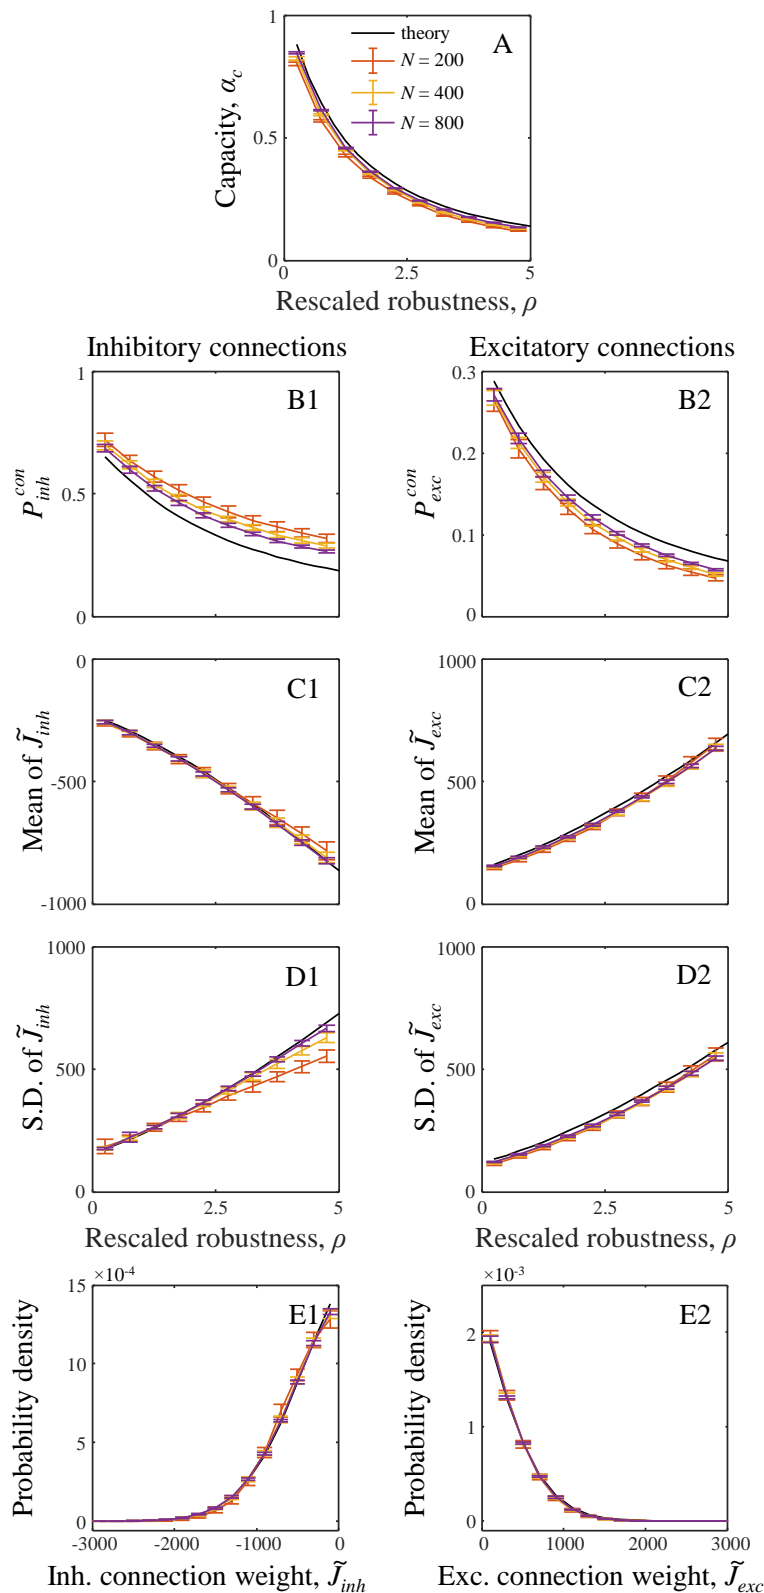 A
theory
N = 200
N = 400
N = 800
Capacity, α_c
1
0.5
0
0 2.5 5
Rescaled robustness, ρ
Inhibitory connections Excitatory connections
B1
P_{inh}^{con}
1
0.5
0
B2
P_{exc}^{con}
0.3
0.2
0.1
0
C1
Mean of J̃_{inh}
0
-500
-1000
C2
Mean of J̃_{exc}
1000
500
0
D1
S.D. of J̃_{inh}
1000
500
0
0 2.5 5
Rescaled robustness, ρ
D2
S.D. of J̃_{exc}
1000
500
0
0 2.5 5
Rescaled robustness, ρ
E1
Probability density
×10⁻⁴
15
10
5
0
-3000 -2000 -1000 0
Inh. connection weight, J̃_{inh}
E2
Probability density
×10⁻³
2
1
0
0 1000 2000 3000
Exc. connection weight, J̃_{exc}